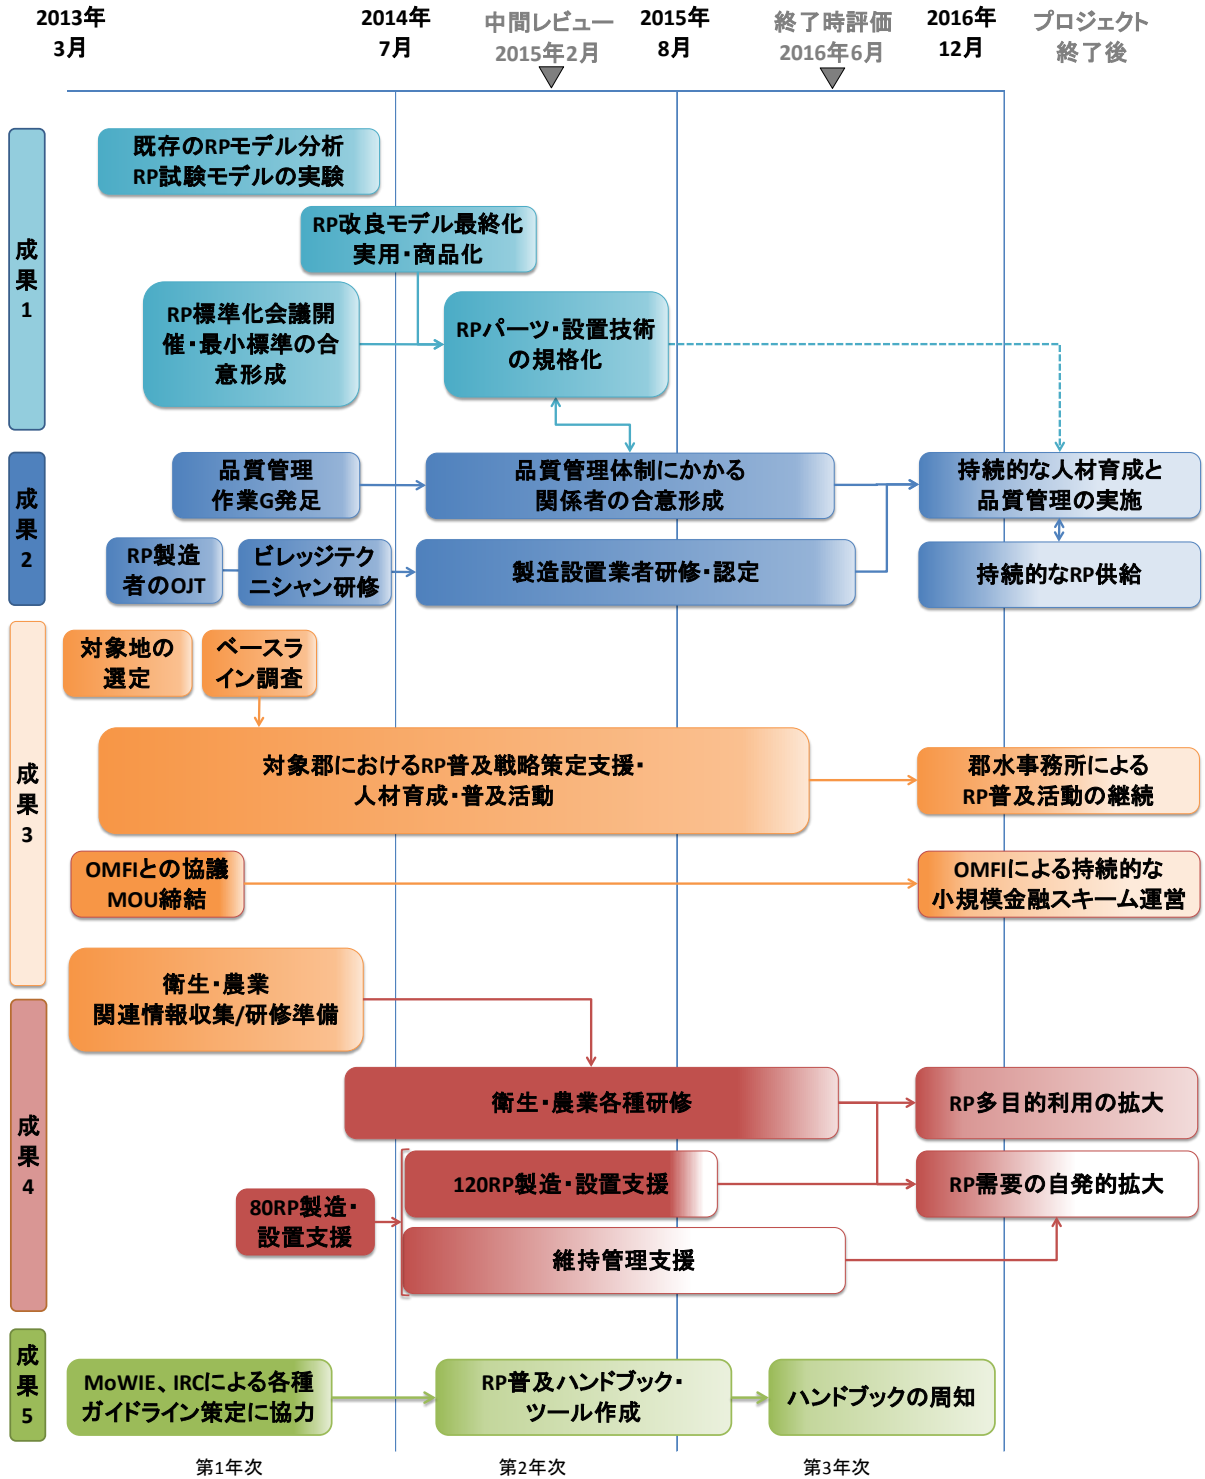 2013年
3月
2014年
7月
中間レビュー
2015年2月
2015年
8月
終了時評価
2016年6月
2016年
12月
プロジェクト
終了後
成果1
既存のRPモデル分析
RP試験モデルの実験
RP改良モデル最終化
実用・商品化
RP標準化会議開
催・最小標準の合
意形成
RPパーツ・設置技術
の規格化
成果2
品質管理
作業G発足
品質管理体制にかかる
関係者の合意形成
持続的な人材育成と
品質管理の実施
RP製造
者のOJT
ビレッジテク
ニシャン研修
製造設置業者研修・認定
持続的なRP供給
成果3
対象地の
選定
ベースラ
イン調査
対象郡におけるRP普及戦略策定支援・
人材育成・普及活動
郡水事務所による
RP普及活動の継続
OMFIとの協議
MOU締結
OMFIによる持続的な
小規模金融スキーム運営
衛生・農業
関連情報収集/研修準備
成果4
衛生・農業各種研修
RP多目的利用の拡大
120RP製造・設置支援
RP需要の自発的拡大
80RP製造・
設置支援
維持管理支援
成果5
MoWIE、IRCによる各種
ガイドライン策定に協力
RP普及ハンドブック・
ツール作成
ハンドブックの周知
第1年次
第2年次
第3年次